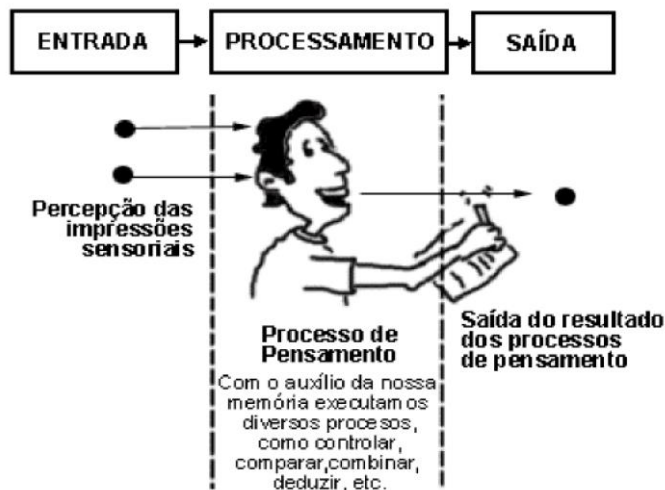 ENTRADA
PROCESSAMENTO
SAÍDA
Percepção das
impressões
sensoriais
Processo de
Pensamento
Com o auxílio da nossa
memória executamos
diversos procesos,
como controlar,
comparar,combinar,
deduzir, etc.
Saída do resultado
dos processos
de pensamento